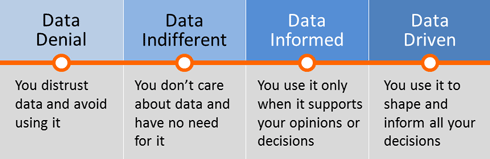 Data
Denial
You distrust
data and avoid
using it
Data
Indifferent
You don't care
about data and
have no need
for it
Data
Informed
You use it only
when it supports
your opinions or
decisions
Data
Driven
You use it to
shape and
inform all your
decisions